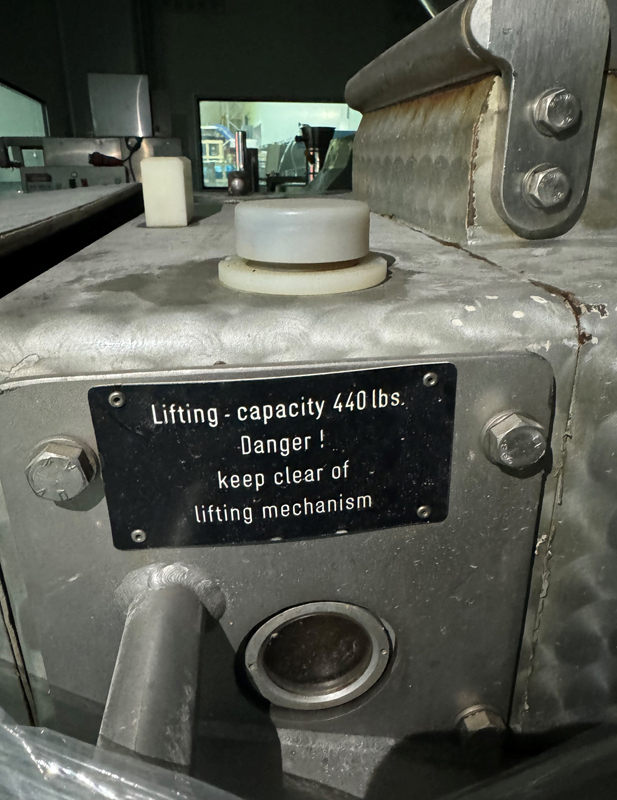 Lifting - capacity 440 lbs.
Danger !
keep clear of
lifting mechanism